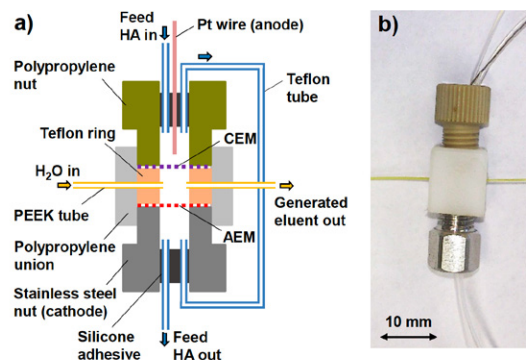 a)
Feed
HA in
Pt wire (anode)
Polypropylene
nut
Teflon
tube
Teflon ring
CEM
H₂O in
PEEK tube
Generated
eluent out
Polypropylene
union
AEM
Stainless steel
nut (cathode)
Silicone
adhesive
Feed
HA out
b)
10 mm